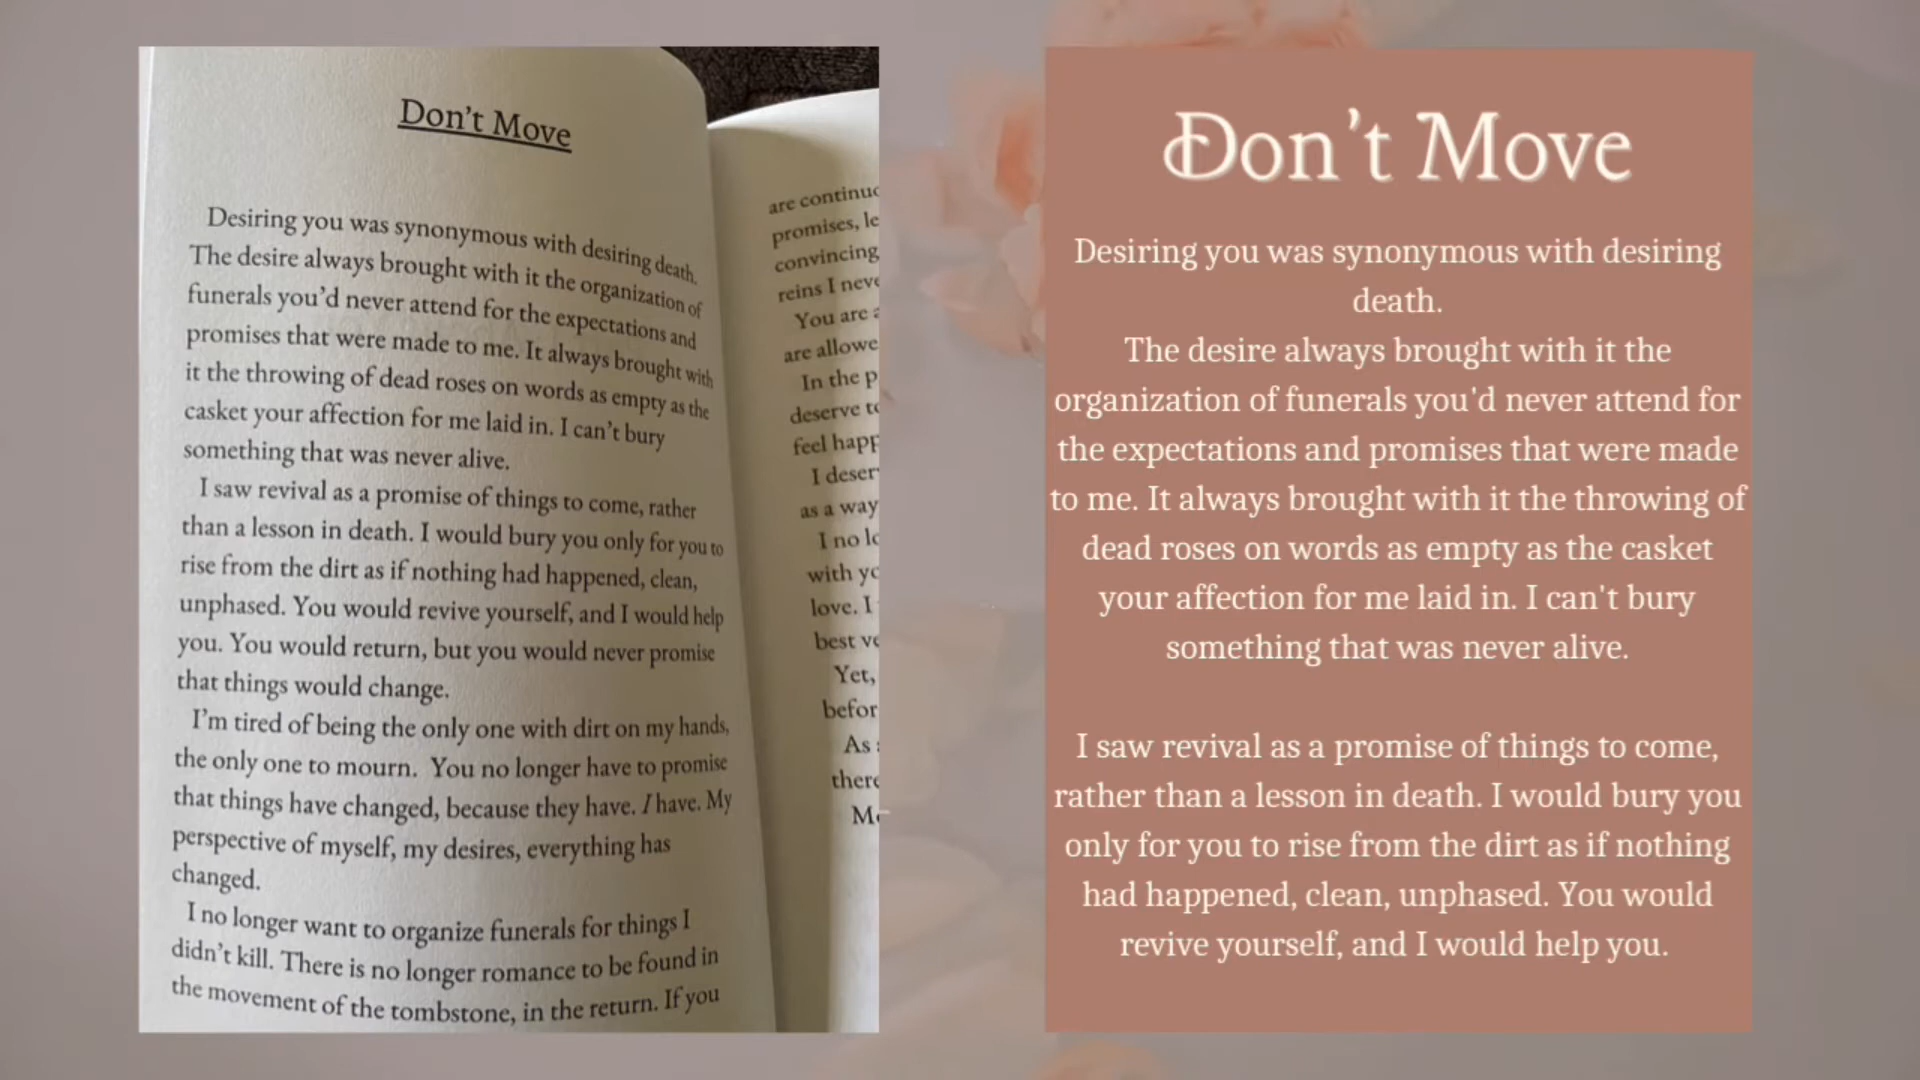 Don't Move
Desiring you was synonymous with desiring death.
The desire always brought with it the organization of
funerals you'd never attend for the expectations and
promises that were made to me. It always brought with
it the throwing of dead roses on words as empty as the
casket your affection for me laid in. I can't bury
something that was never alive.
I saw revival as a promise of things to come, rather
than a lesson in death. I would bury you only for you to
rise from the dirt as if nothing had happened, clean,
unphased. You would revive yourself, and I would help
you. You would return, but you would never promise
that things would change.
I'm tired of being the only one with dirt on my hands,
the only one to mourn. You no longer have to promise
that things have changed, because they have. I have. My
perspective of myself, my desires, everything has
changed.
I no longer want to organize funerals for things I
didn't kill. There is no longer romance to be found in
the movement of the tombstone, in the return. If you
are
promises,
convincing
reins I
You are
are
In the
deserve
feel
I
as a way
I no
with
love. I
best
Yet,
As
Don't Move
Desiring you was synonymous with desiring
death.
The desire always brought with it the
organization of funerals you'd never attend for
the expectations and promises that were made
to me. It always brought with it the throwing of
dead roses on words as empty as the casket
your affection for me laid in. I can't bury
something that was never alive.
I saw revival as a promise of things to come,
rather than a lesson in death. I would bury you
only for you to rise from the dirt as if nothing
had happened, clean, unphased. You would
revive yourself, and I would help you.